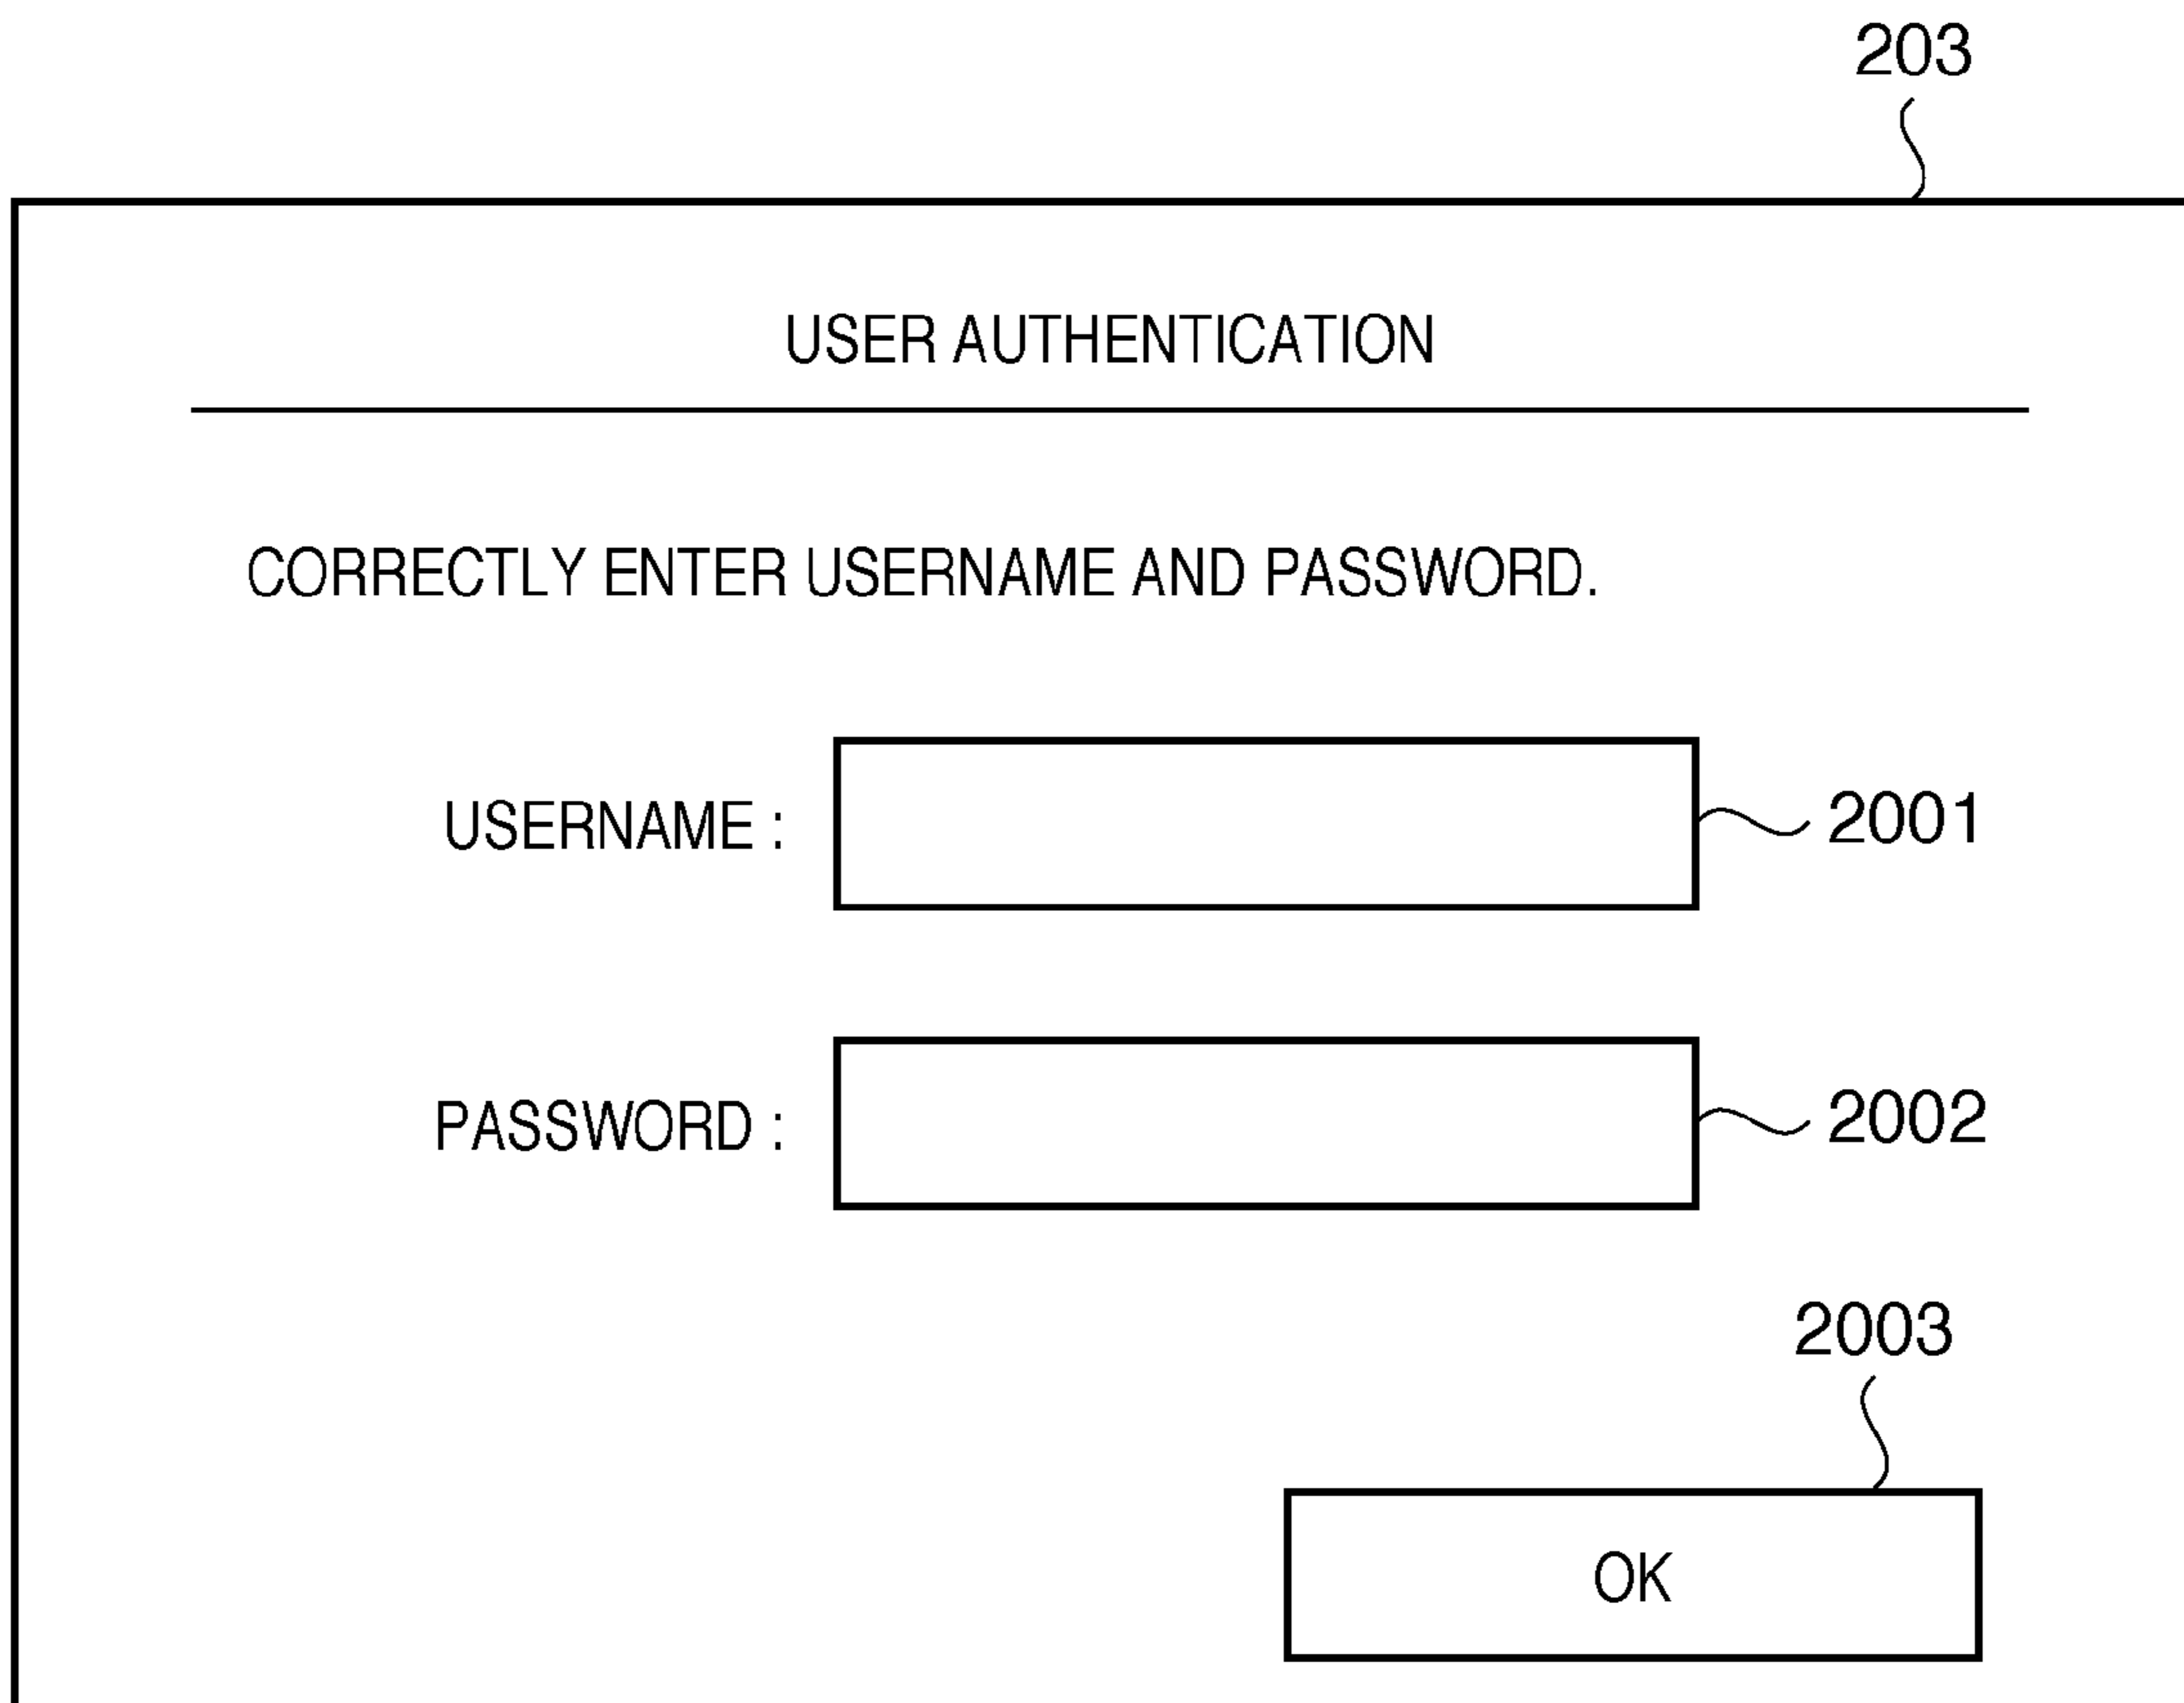 203
USER AUTHENTICATION
CORRECTLY ENTER USERNAME AND PASSWORD.
USERNAME : 2001
PASSWORD : 2002
2003
OK